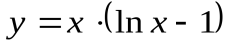 y = x · (ln x − 1)